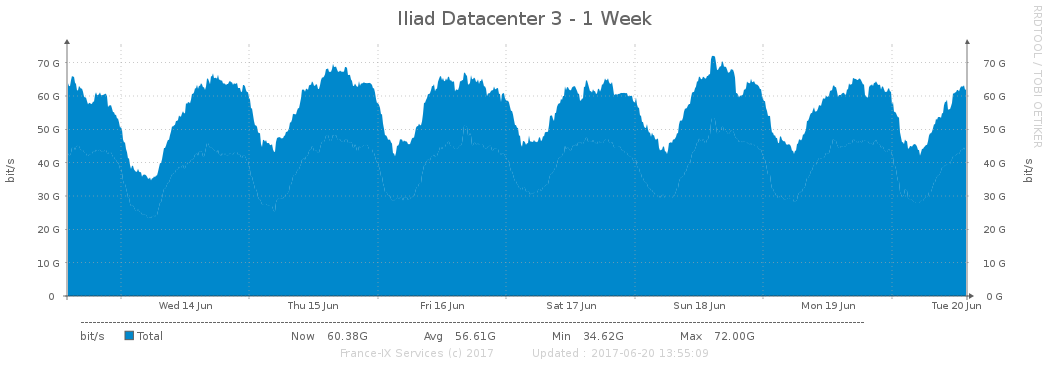 Iliad Datacenter 3 - 1 Week
RRDTOOL / TOBI OETIKER
70 G 70 G
60 G 60 G
50 G 50 G
40 G 40 G
30 G 30 G
20 G 20 G
10 G 10 G
0 0 G
bit/s bit/s
Wed 14 Jun Thu 15 Jun Fri 16 Jun Sat 17 Jun Sun 18 Jun Mon 19 Jun Tue 20 Jun
bit/s Total Now 60.38G Avg 56.61G Min 34.62G Max 72.00G
France-IX Services (c) 2017 Updated : 2017-06-20 13:55:09